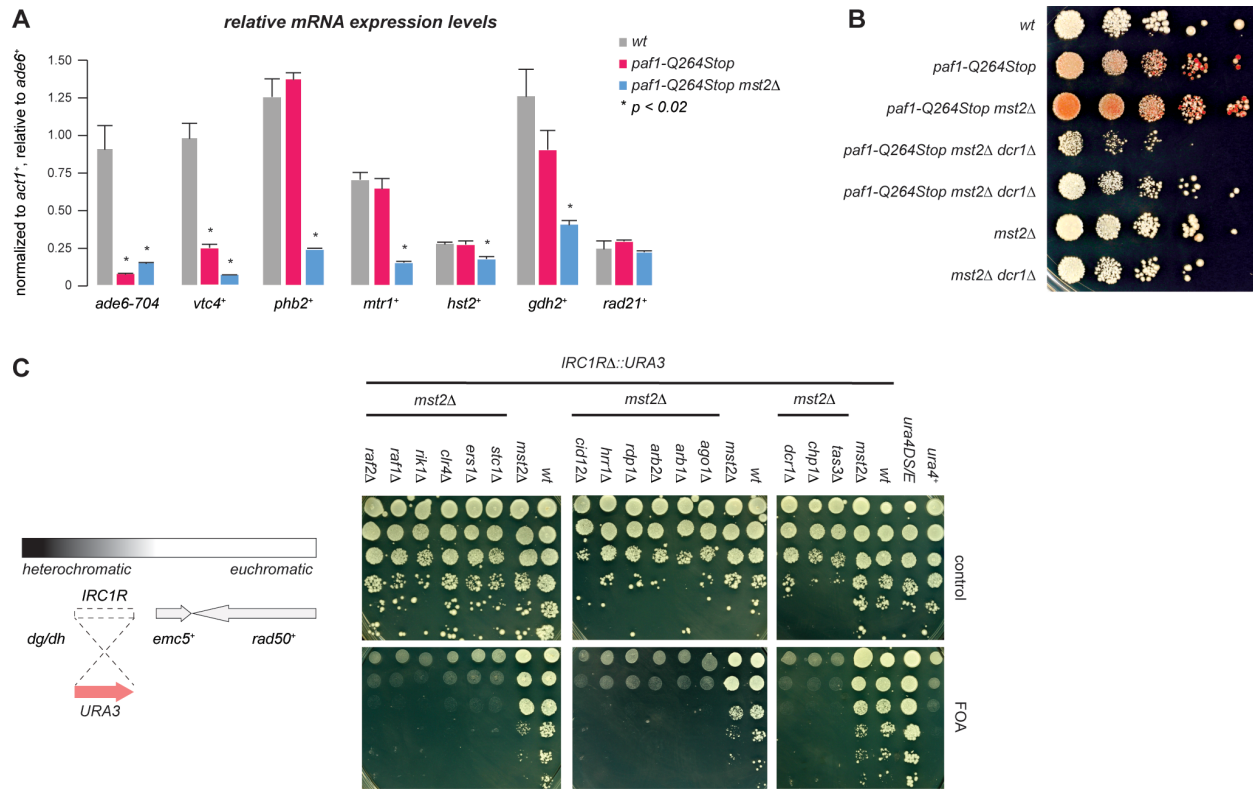 A
relative mRNA expression levels
normalized to act1⁺, relative to ade6⁺
1.50
1.25
1.00
0.75
0.50
0.25
0
* * * * * * * * *
ade6-704 vtc4⁺ phb2⁺ mtr1⁺ hst2⁺ gdh2⁺ rad21⁺
wt
paf1-Q264Stop
paf1-Q264Stop mst2Δ
* p < 0.02
B
wt
paf1-Q264Stop
paf1-Q264Stop mst2Δ
paf1-Q264Stop mst2Δ dcr1Δ
paf1-Q264Stop mst2Δ dcr1Δ
mst2Δ
mst2Δ dcr1Δ
C
IRC1RΔ::URA3
mst2Δ mst2Δ mst2Δ
raf2Δ raf1Δ rik1Δ clr4Δ ers1Δ stc1Δ mst2Δ wt cid12Δ hrr1Δ rdp1Δ arb2Δ arb1Δ ago1Δ mst2Δ wt dcr1Δ chp1Δ tas3Δ mst2Δ wt ura4DS/E ura4⁺
control
FOA
heterochromatic euchromatic
IRC1R
dg/dh emc5⁺ rad50⁺
URA3